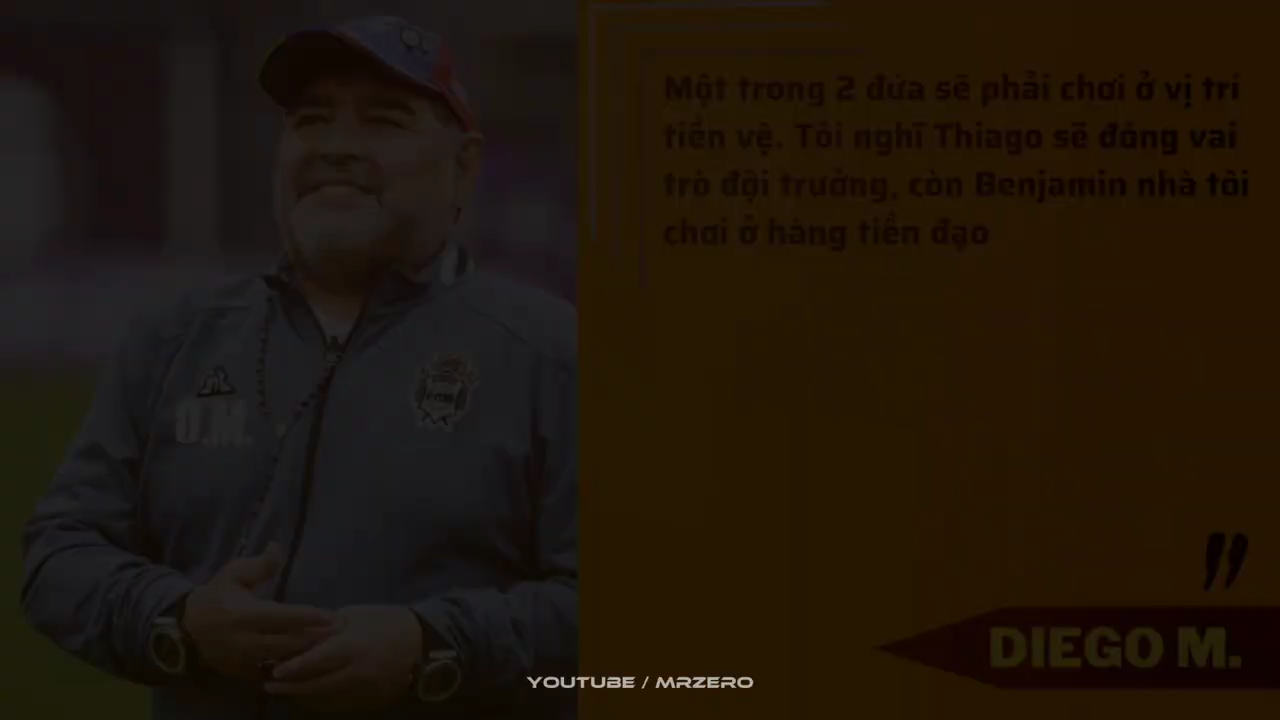 Một trong 2 đứa sẽ phải chơi ở vị trí
tiền vệ. Tôi nghĩ Thiago sẽ đóng vai
trò đội trưởng, còn Benjamin nhà tôi
chơi ở hàng tiền đạo
"
D.M.
DIEGO M.
YOUTUBE / MRZERO